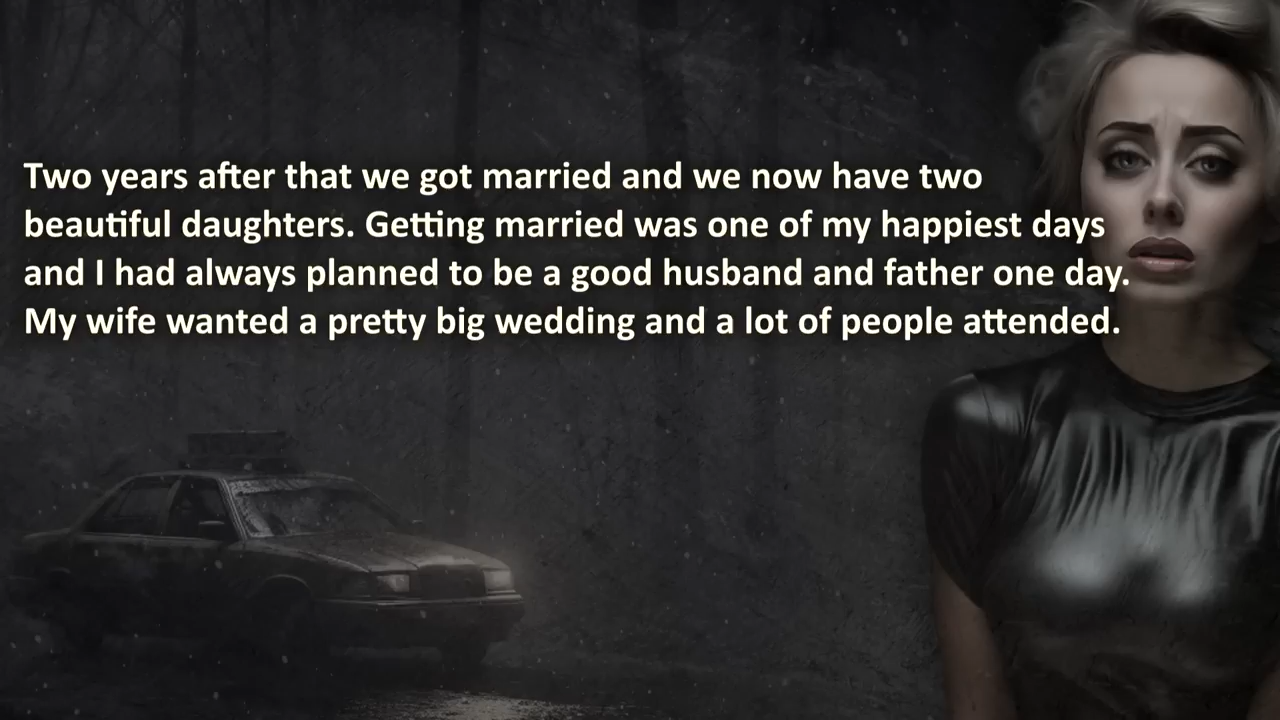 Two years after that we got married and we now have two
beautiful daughters. Getting married was one of my happiest days
and I had always planned to be a good husband and father one day.
My wife wanted a pretty big wedding and a lot of people attended.